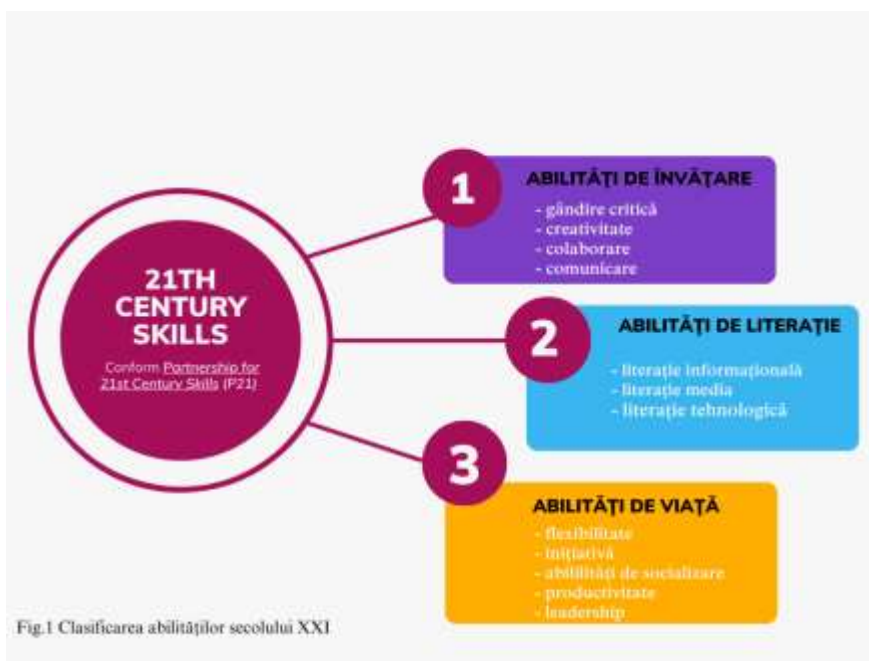 21TH
CENTURY
SKILLS
Conform Partnership for
21st Century Skills (P21)
1
ABILITĂȚI DE ÎNVĂȚARE
- gândire critică
- creativitate
- colaborare
- comunicare
2
ABILITĂȚI DE LITERAȚIE
- literație informațională
- literație media
- literație tehnologică
3
ABILITĂȚI DE VIAȚĂ
- flexibilitate
- inițiativă
- abilități de socializare
- productivitate
- leadership
Fig.1 Clasificarea abilităților secolului XXI